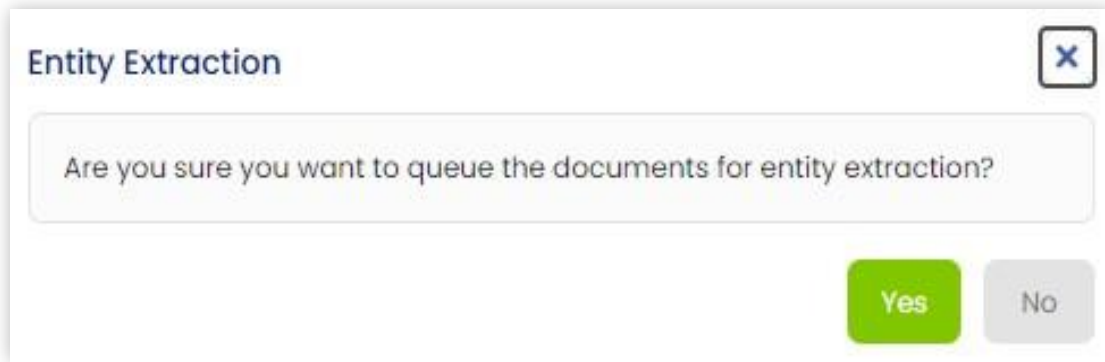 Entity Extraction
Are you sure you want to queue the documents for entity extraction?
Yes No